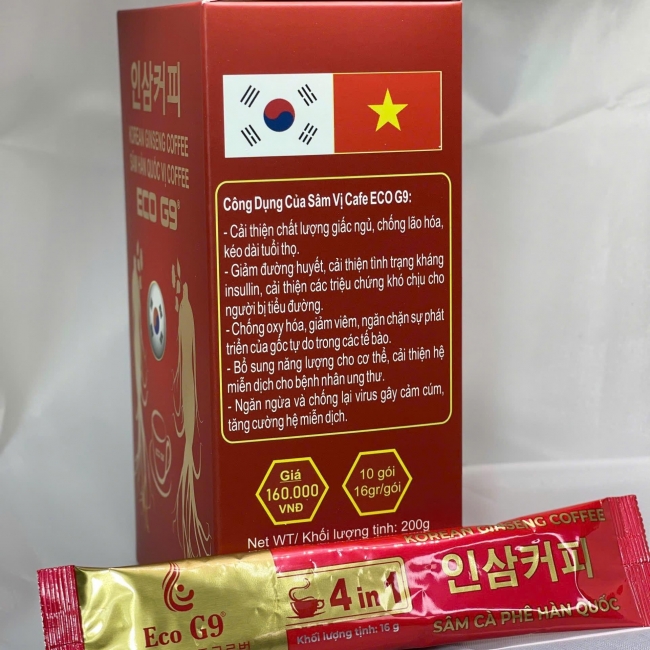 인삼커피
KOREAN GINSENG COFFEE
SÂM HÀN QUỐC VỊ COFFEE
ECO G9
Công Dụng Của Sâm Vị Cafe ECO G9:
- Cải thiện chất lượng giấc ngủ, chống lão hóa,
kéo dài tuổi thọ.
- Giảm đường huyết, cải thiện tình trạng kháng
insullin, cải thiện các triệu chứng khó chịu cho
người bị tiểu đường.
- Chống oxy hóa, giảm viêm, ngăn chặn sự phát
triển của gốc tự do trong các tế bào.
- Bổ sung năng lượng cho cơ thể, cải thiện hệ
miễn dịch cho bệnh nhân ung thư.
- Ngăn ngừa và chống lại virus gây cảm cúm,
tăng cường hệ miễn dịch.
Giá
160.000
VNĐ
10 gói
16gr/gói
Net WT/ Khối lượng tịnh: 200g
Eco G9
4 in 1
Khối lượng tịnh: 16 g
KOREAN GINSENG COFFEE
인삼커피
SÂM CÀ PHÊ HÀN QUỐC